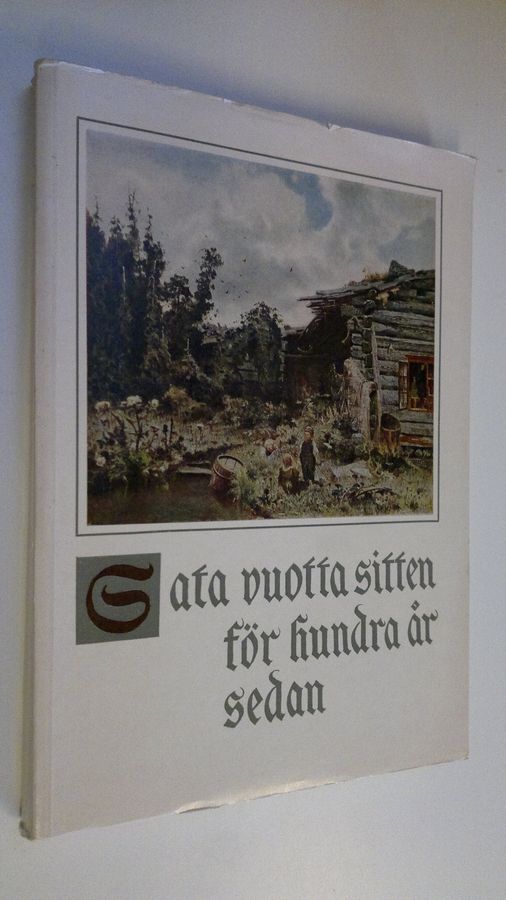 Sata vuotta sitten
för hundra år
sedan